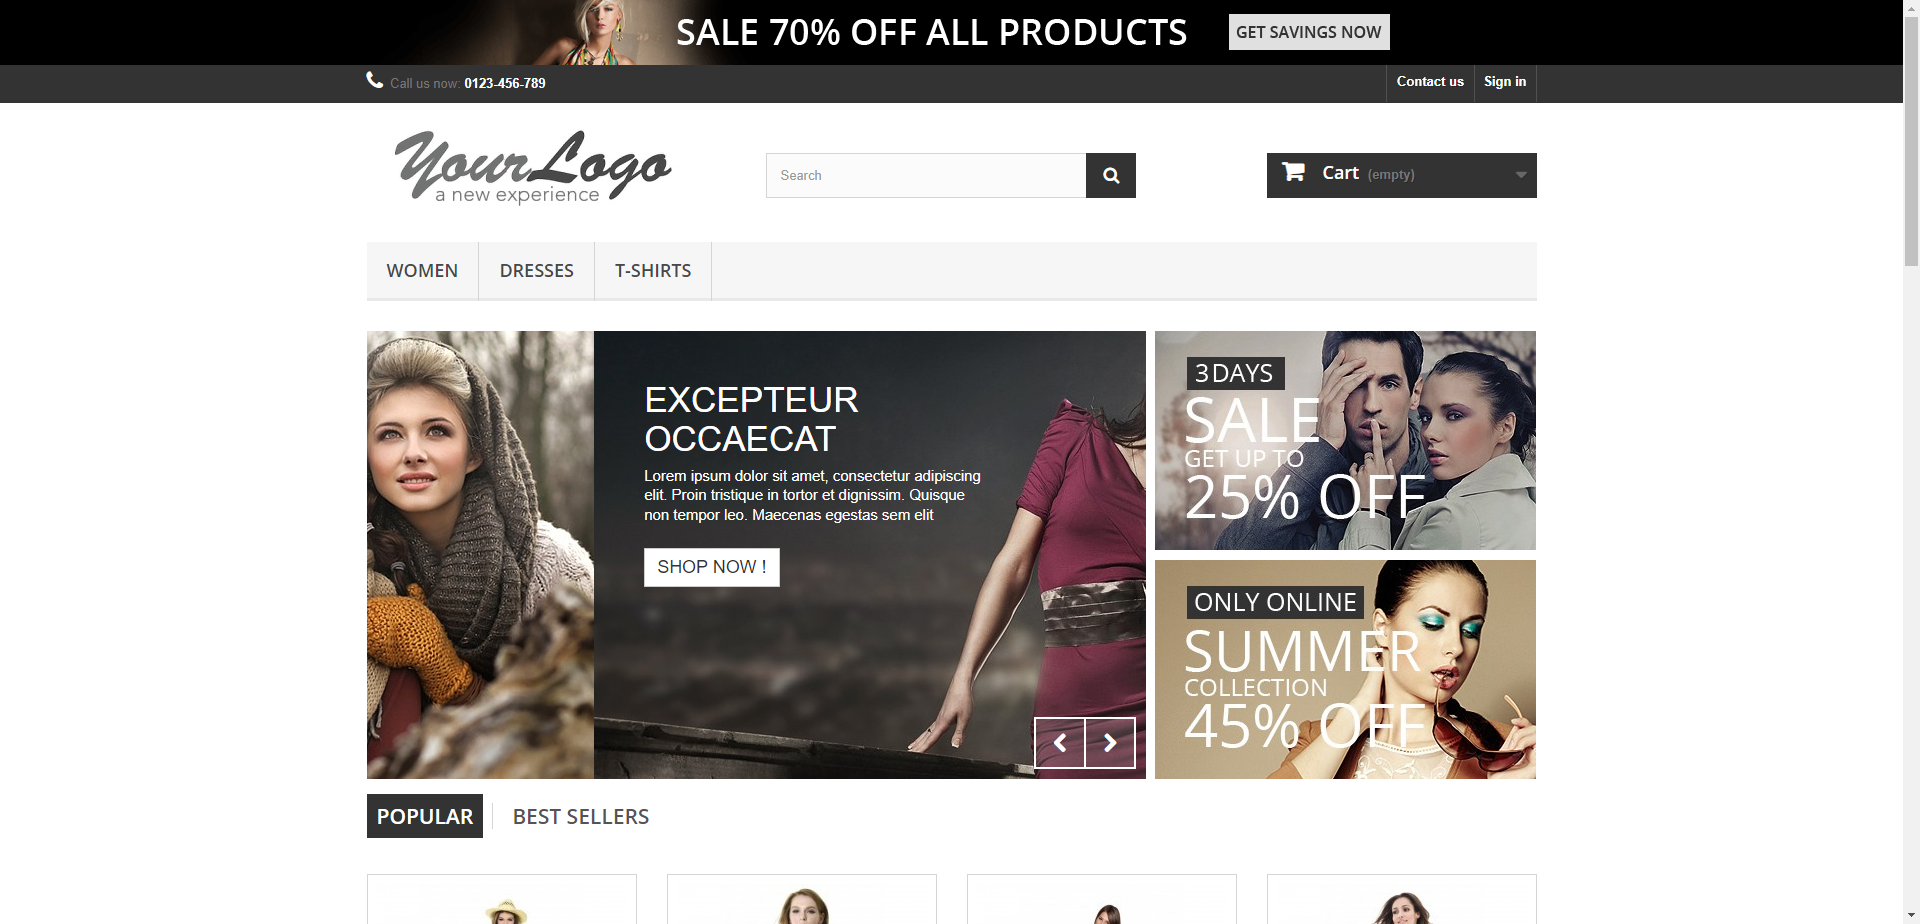 SALE 70% OFF ALL PRODUCTS
GET SAVINGS NOW
Call us now: 0123-456-789
Contact us
Sign in
YourLogo
a new experience
Search
Cart (empty)
WOMEN
DRESSES
T-SHIRTS
EXCEPTEUR
OCCAECAT
Lorem ipsum dolor sit amet, consectetur adipiscing
elit. Proin tristique in tortor et dignissim. Quisque
non tempor leo. Maecenas egestas sem elit
SHOP NOW !
3 DAYS
SALE
GET UP TO
25% OFF
ONLY ONLINE
SUMMER
COLLECTION
45% OFF
POPULAR
BEST SELLERS